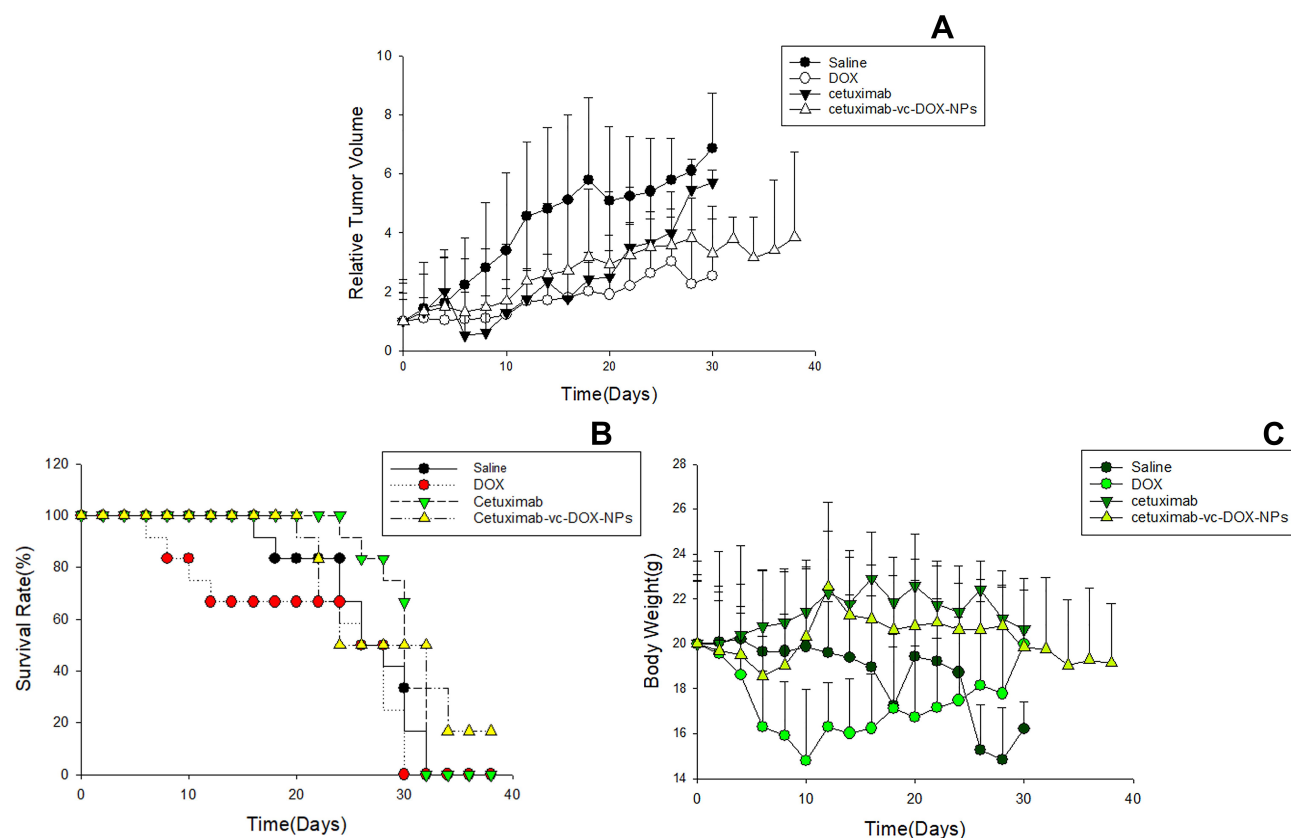 A
Saline
DOX
cetuximab
cetuximab-vc-DOX-NPs
10
8
6
4
2
0
Relative Tumor Volume
0 10 20 30 40
Time(Days)
B
Saline
DOX
Cetuximab
Cetuximab-vc-DOX-NPs
120
100
80
60
40
20
0
Survival Rate(%)
0 10 20 30 40
Time(Days)
C
Saline
DOX
cetuximab
cetuximab-vc-DOX-NPs
28
26
24
22
20
18
16
14
Body Weight(g)
0 10 20 30 40
Time(Days)